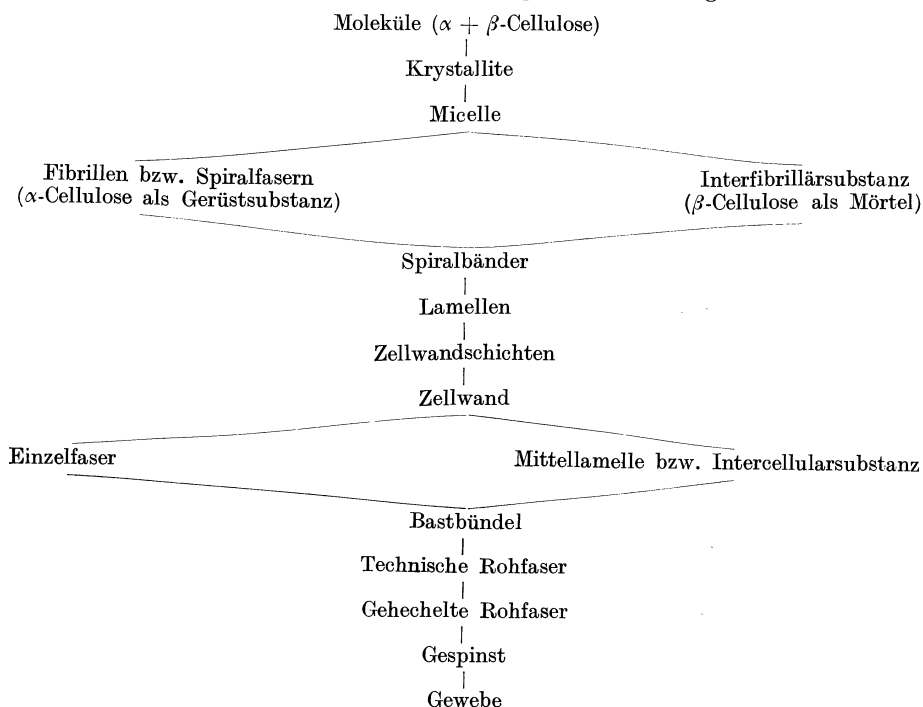 Moleküle (α + β-Cellulose)
Krystallite
Micelle
Fibrillen bzw. Spiralfasern
(α-Cellulose als Gerüstsubstanz)
Interfibrillärsubstanz
(β-Cellulose als Mörtel)
Spiralbänder
Lamellen
Zellwandschichten
Zellwand
Einzelfaser
Mittellamelle bzw. Intercellularsubstanz
Bastbündel
Technische Rohfaser
Gehechelte Rohfaser
Gespinst
Gewebe